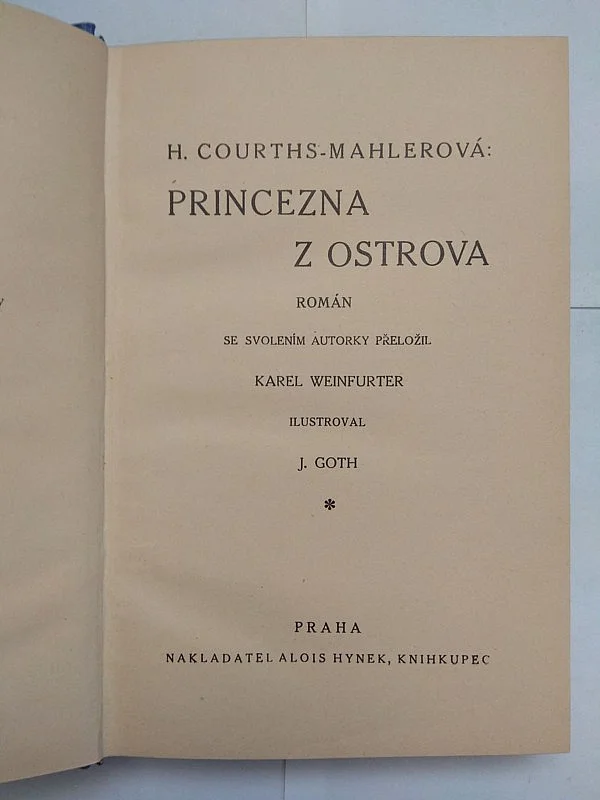 H. COURTHS-MAHLEROVÁ:
PRINCEZNA
Z OSTROVA
ROMÁN
SE SVOLENÍM AUTORKY PŘELOŽIL
KAREL WEINFURTER
ILUSTROVAL
J. GOTH
*
PRAHA
NAKLADATEL ALOIS HYNEK, KNIHKUPEC